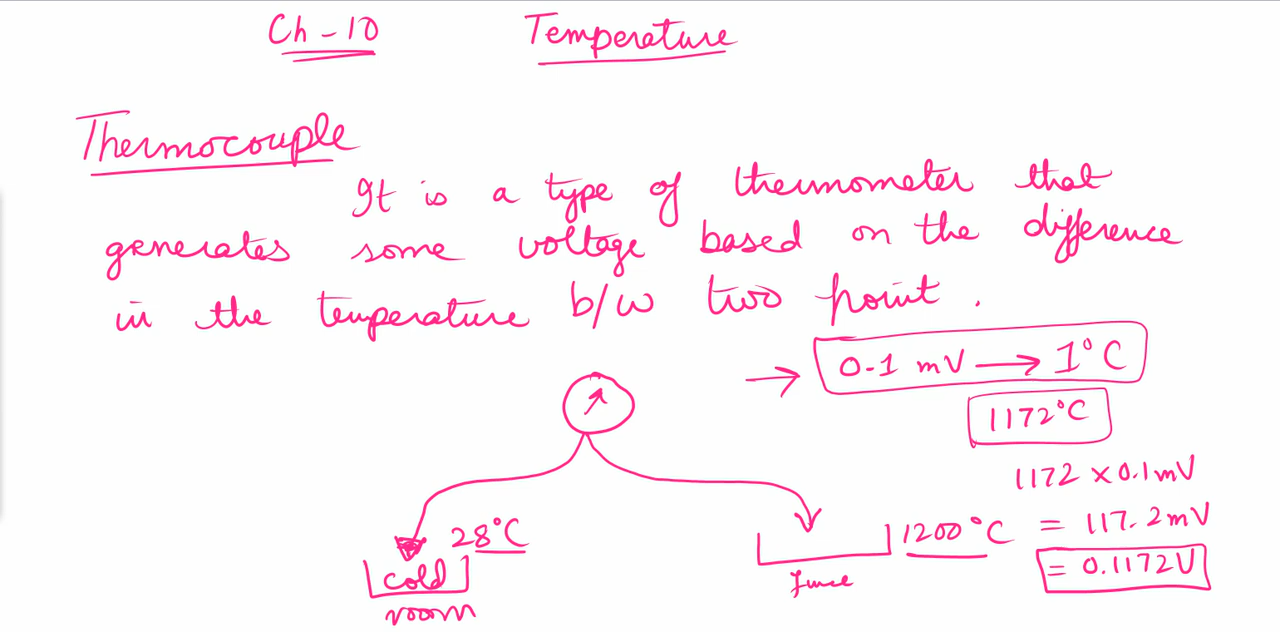 Ch - 10 Temperature
Thermocouple
It is a type of thermometer that
generates some voltage based on the difference
in the temperature b/w two point .
→ 0.1 mV → 1°C
1172°C
1172 × 0.1mV
= 117.2mV
= 0.1172V
28°C
cold
room
1200°C